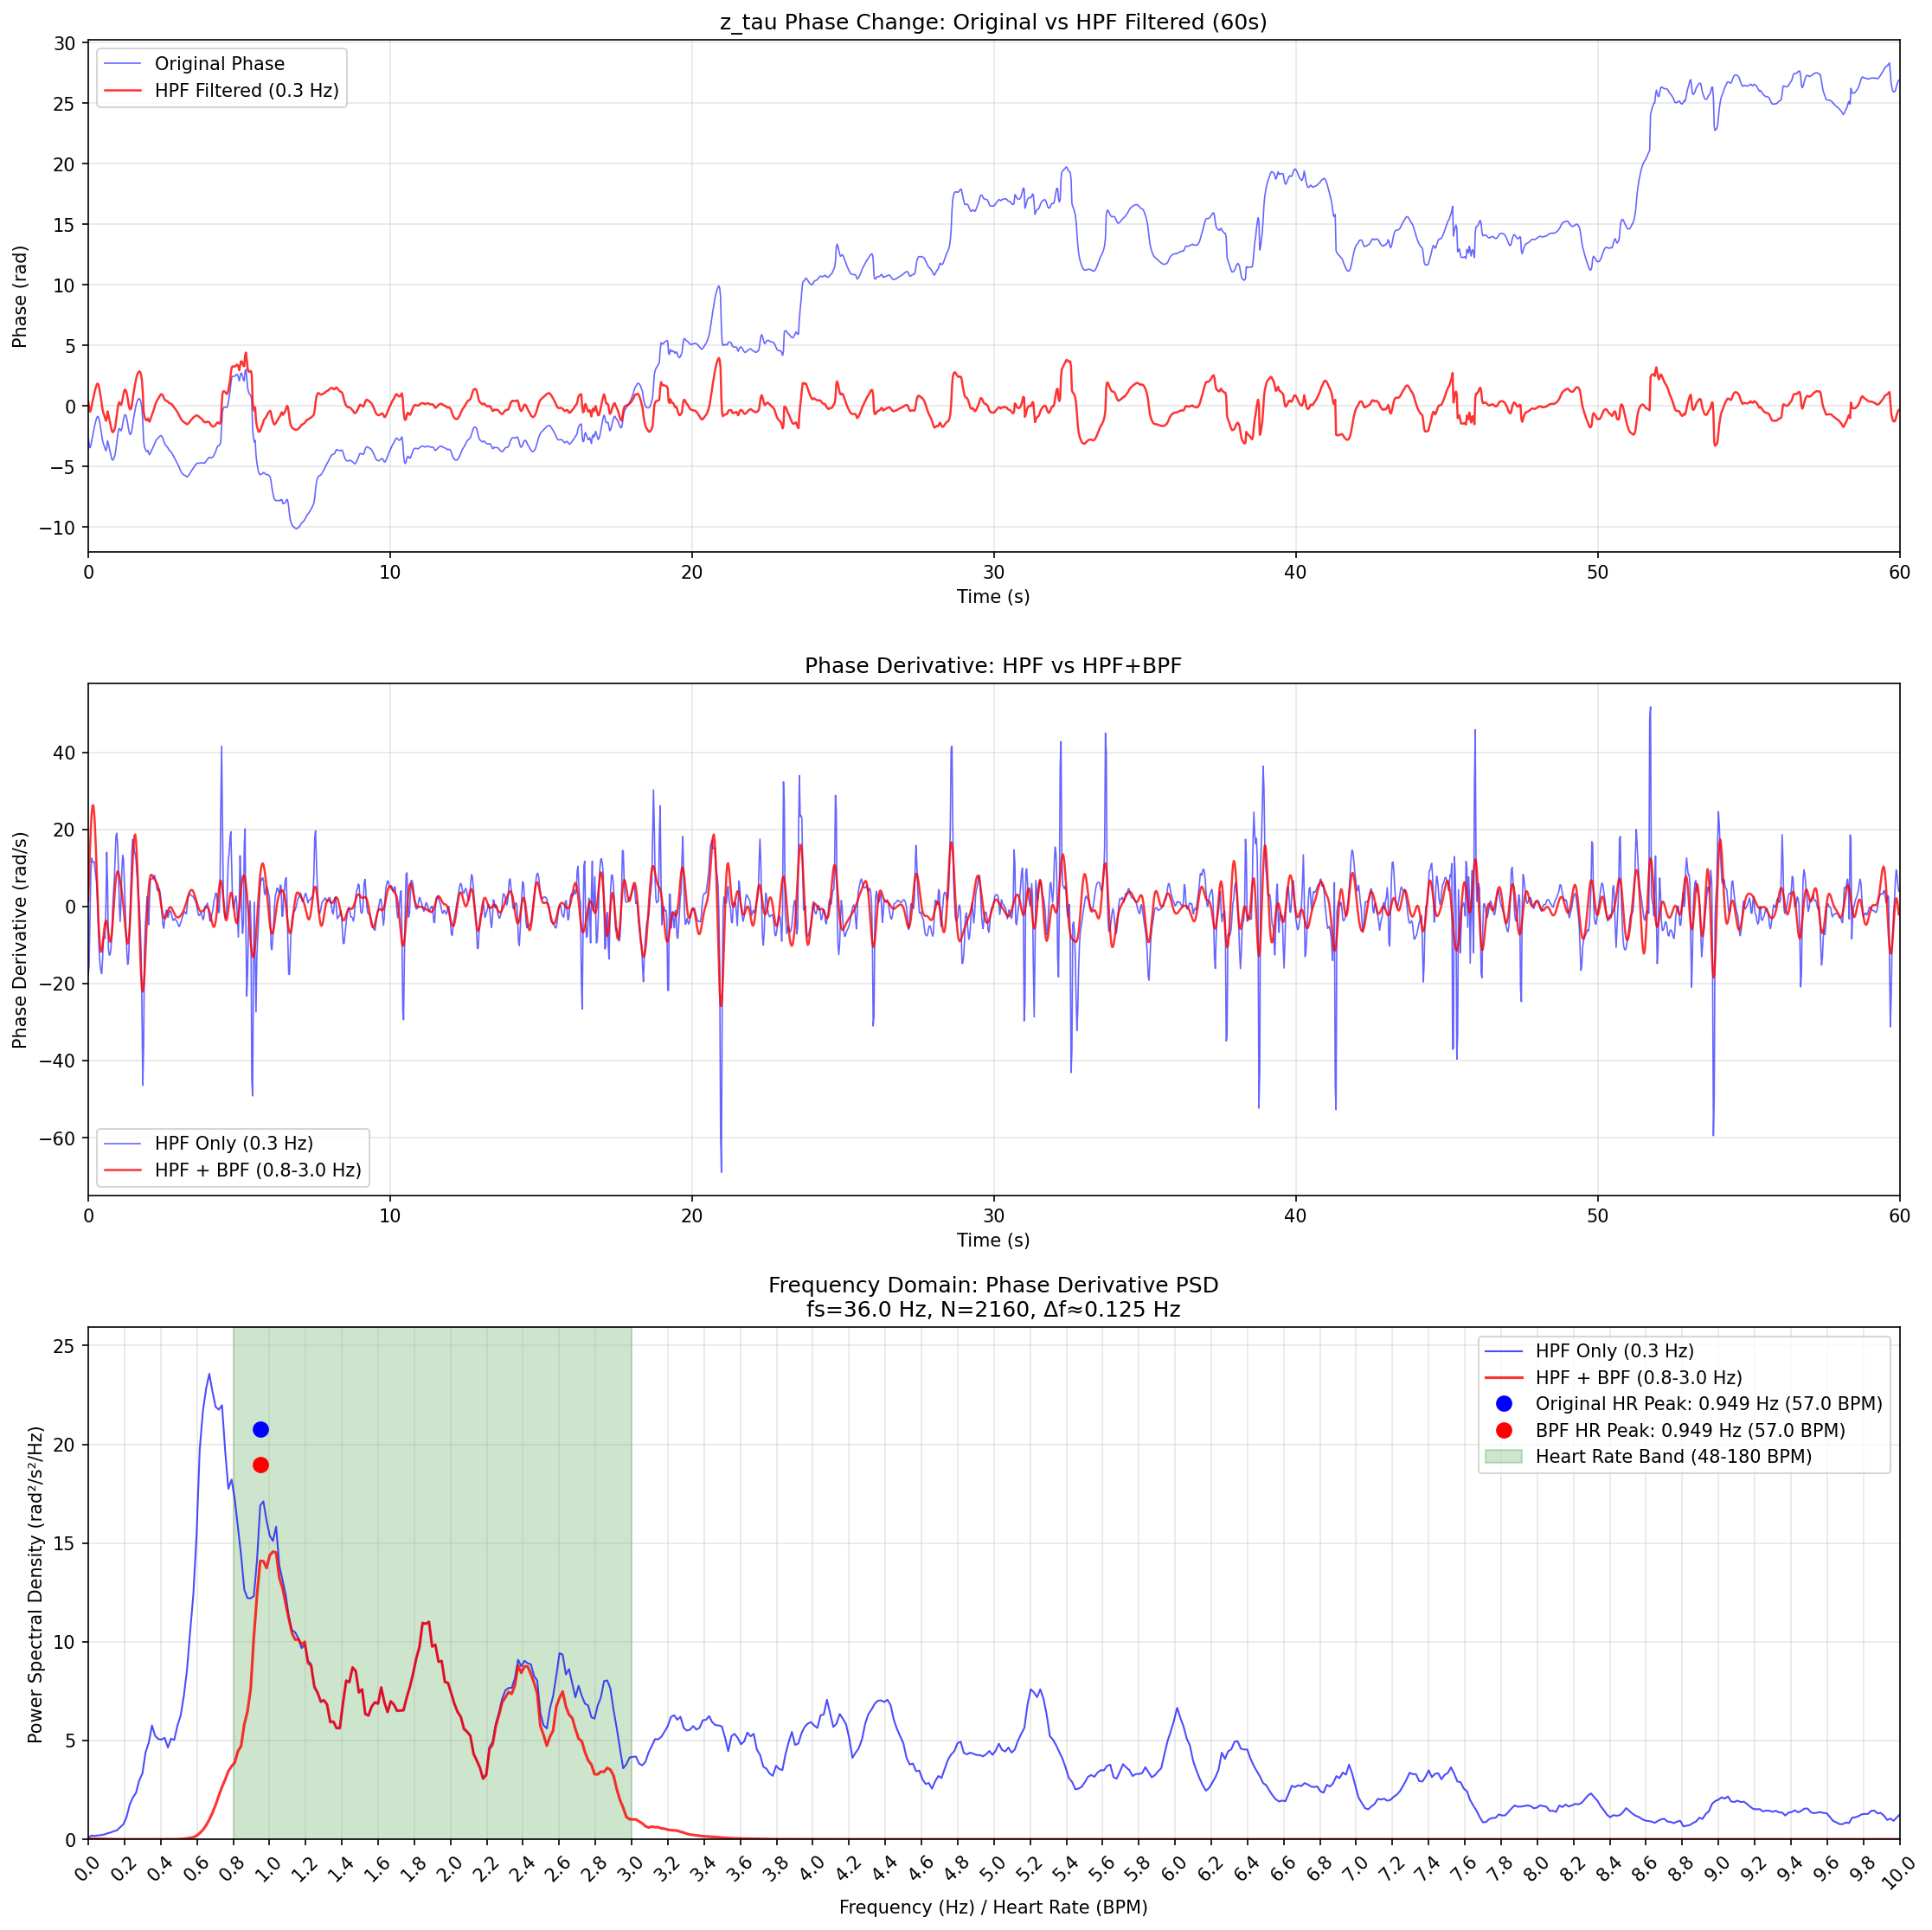 z_tau Phase Change: Original vs HPF Filtered (60s)
Original Phase
HPF Filtered (0.3 Hz)
Phase (rad)
30
25
20
15
10
5
0
−5
−10
0 10 20 30 40 50 60
Time (s)
Phase Derivative: HPF vs HPF+BPF
Phase Derivative (rad/s)
40
20
0
−20
−40
−60
HPF Only (0.3 Hz)
HPF + BPF (0.8-3.0 Hz)
0 10 20 30 40 50 60
Time (s)
Frequency Domain: Phase Derivative PSD
fs=36.0 Hz, N=2160, Δf≈0.125 Hz
Power Spectral Density (rad²/s²/Hz)
25
20
15
10
5
0
HPF Only (0.3 Hz)
HPF + BPF (0.8-3.0 Hz)
Original HR Peak: 0.949 Hz (57.0 BPM)
BPF HR Peak: 0.949 Hz (57.0 BPM)
Heart Rate Band (48-180 BPM)
0.0 0.2 0.4 0.6 0.8 1.0 1.2 1.4 1.6 1.8 2.0 2.2 2.4 2.6 2.8 3.0 3.2 3.4 3.6 3.8 4.0 4.2 4.4 4.6 4.8 5.0 5.2 5.4 5.6 5.8 6.0 6.2 6.4 6.6 6.8 7.0 7.2 7.4 7.6 7.8 8.0 8.2 8.4 8.6 8.8 9.0 9.2 9.4 9.6 9.8 10.0
Frequency (Hz) / Heart Rate (BPM)